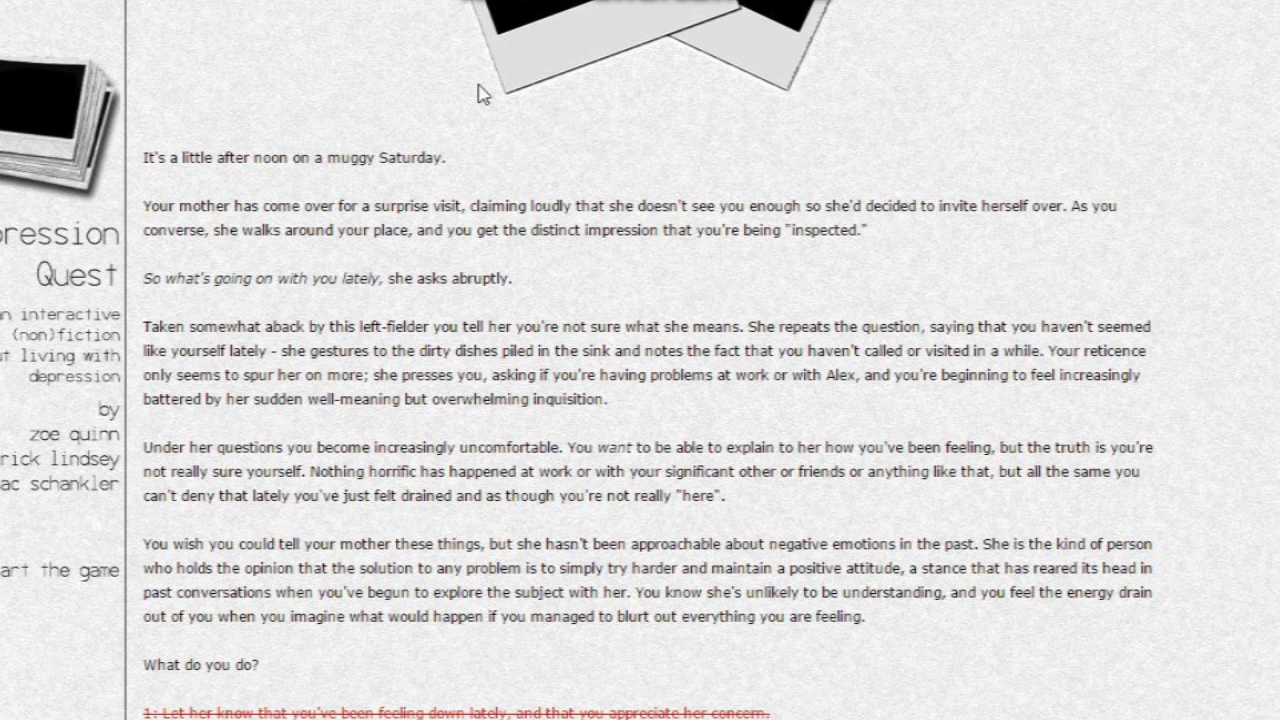 Quest
(non)fiction
living with
depression
by
zoe quinn
lindsey
schankler
the game
It's a little after noon on a muggy Saturday.
Your mother has come over for a surprise visit, claiming loudly that she doesn't see you enough so she'd decided to invite herself over. As you
converse, she walks around your place, and you get the distinct impression that you're being "inspected."
So what's going on with you lately, she asks abruptly.
Taken somewhat aback by this left-fielder you tell her you're not sure what she means. She repeats the question, saying that you haven't seemed
like yourself lately - she gestures to the dirty dishes piled in the sink and notes the fact that you haven't called or visited in a while. Your reticence
only seems to spur her on more; she presses you, asking if you're having problems at work or with Alex, and you're beginning to feel increasingly
battered by her sudden well-meaning but overwhelming inquisition.
Under her questions you become increasingly uncomfortable. You want to be able to explain to her how you've been feeling, but the truth is you're
not really sure yourself. Nothing horrific has happened at work or with your significant other or friends or anything like that, but all the same you
can't deny that lately you've just felt drained and as though you're not really "here".
You wish you could tell your mother these things, but she hasn't been approachable about negative emotions in the past. She is the kind of person
who holds the opinion that the solution to any problem is to simply try harder and maintain a positive attitude, a stance that has reared its head in
past conversations when you've begun to explore the subject with her. You know she's unlikely to be understanding, and you feel the energy drain
out of you when you imagine what would happen if you managed to blurt out everything you are feeling.
What do you do?
1: Let her know that you've been feeling down lately, and that you appreciate her concern.